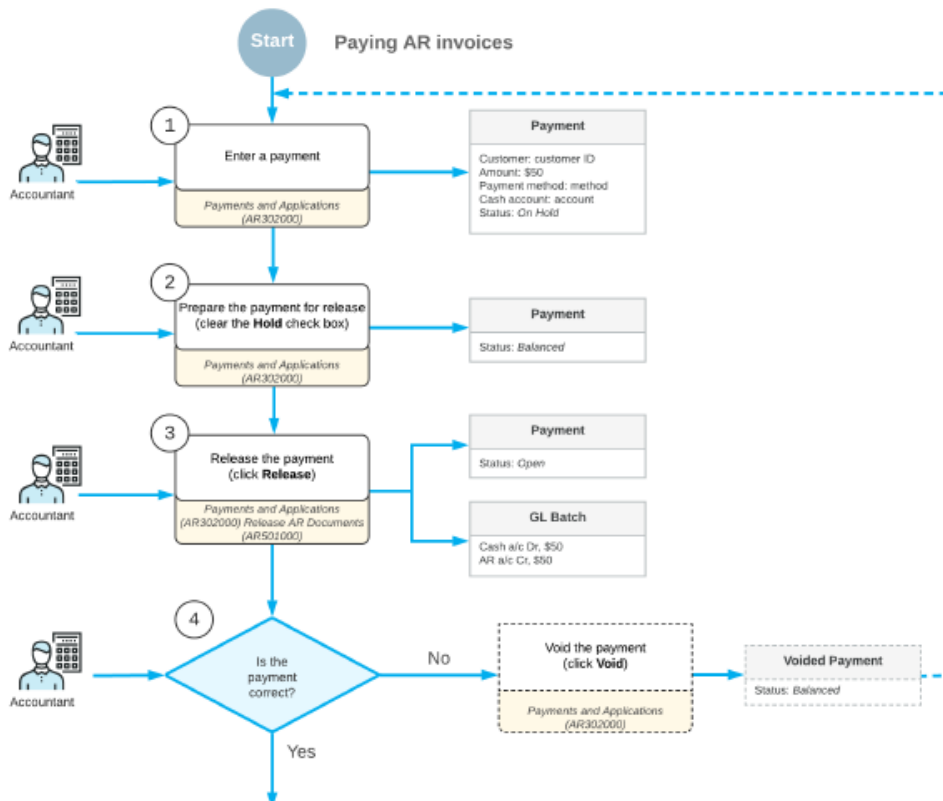 Start
Paying AR invoices
1
Enter a payment
Payments and Applications
(AR302000)
Accountant
Payment
Customer: customer ID
Amount: $50
Payment method: method
Cash account: account
Status: On Hold
2
Prepare the payment for release
(clear the Hold check box)
Payments and Applications
(AR302000)
Accountant
Payment
Status: Balanced
3
Release the payment
(click Release)
Payments and Applications
(AR302000) Release AR Documents
(AR501000)
Accountant
Payment
Status: Open
GL Batch
Cash a/c Dr, $50
AR a/c Cr, $50
4
Is the
payment
correct?
Accountant
No
Void the payment
(click Void)
Payments and Applications
(AR302000)
Voided Payment
Status: Balanced
Yes